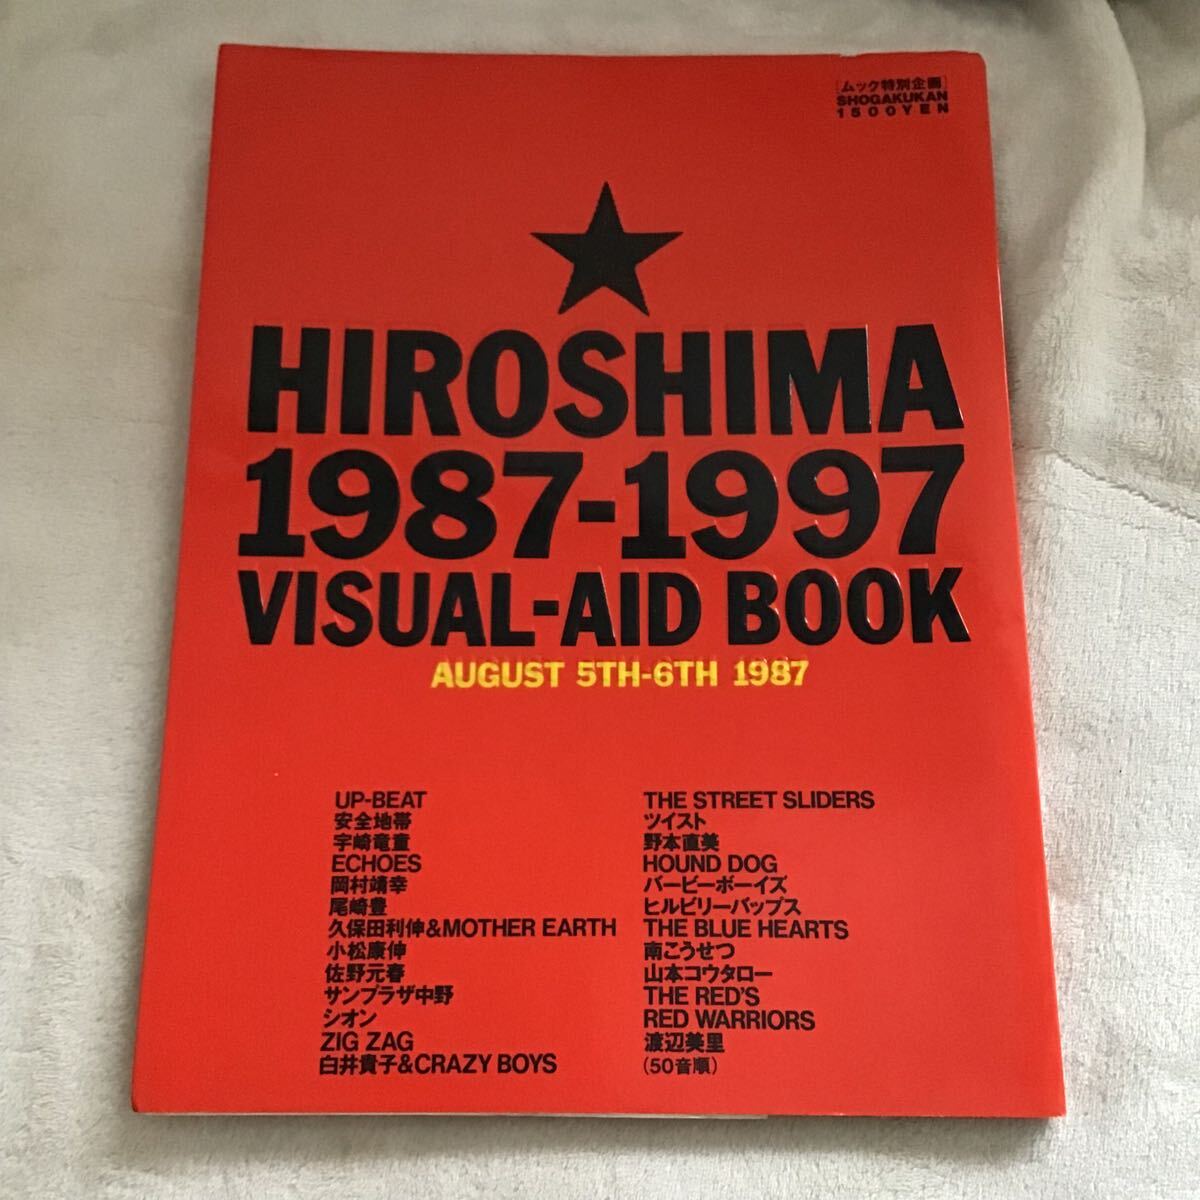 [ムック特別企画]
SHOGAKUKAN
1500YEN
HIROSHIMA
1987-1997
VISUAL-AID BOOK
AUGUST 5TH-6TH 1987
UP-BEAT
安全地帯
宇崎竜童
ECHOES
岡村靖幸
尾崎豊
久保田利伸&MOTHER EARTH
小松康伸
佐野元春
サンプラザ中野
シオン
ZIG ZAG
白井貴子&CRAZY BOYS
THE STREET SLIDERS
ツイスト
野本直美
HOUND DOG
バービーボーイズ
ヒルビリーバップス
THE BLUE HEARTS
南こうせつ
山本コウタロー
THE RED'S
RED WARRIORS
渡辺美里
(50音順)